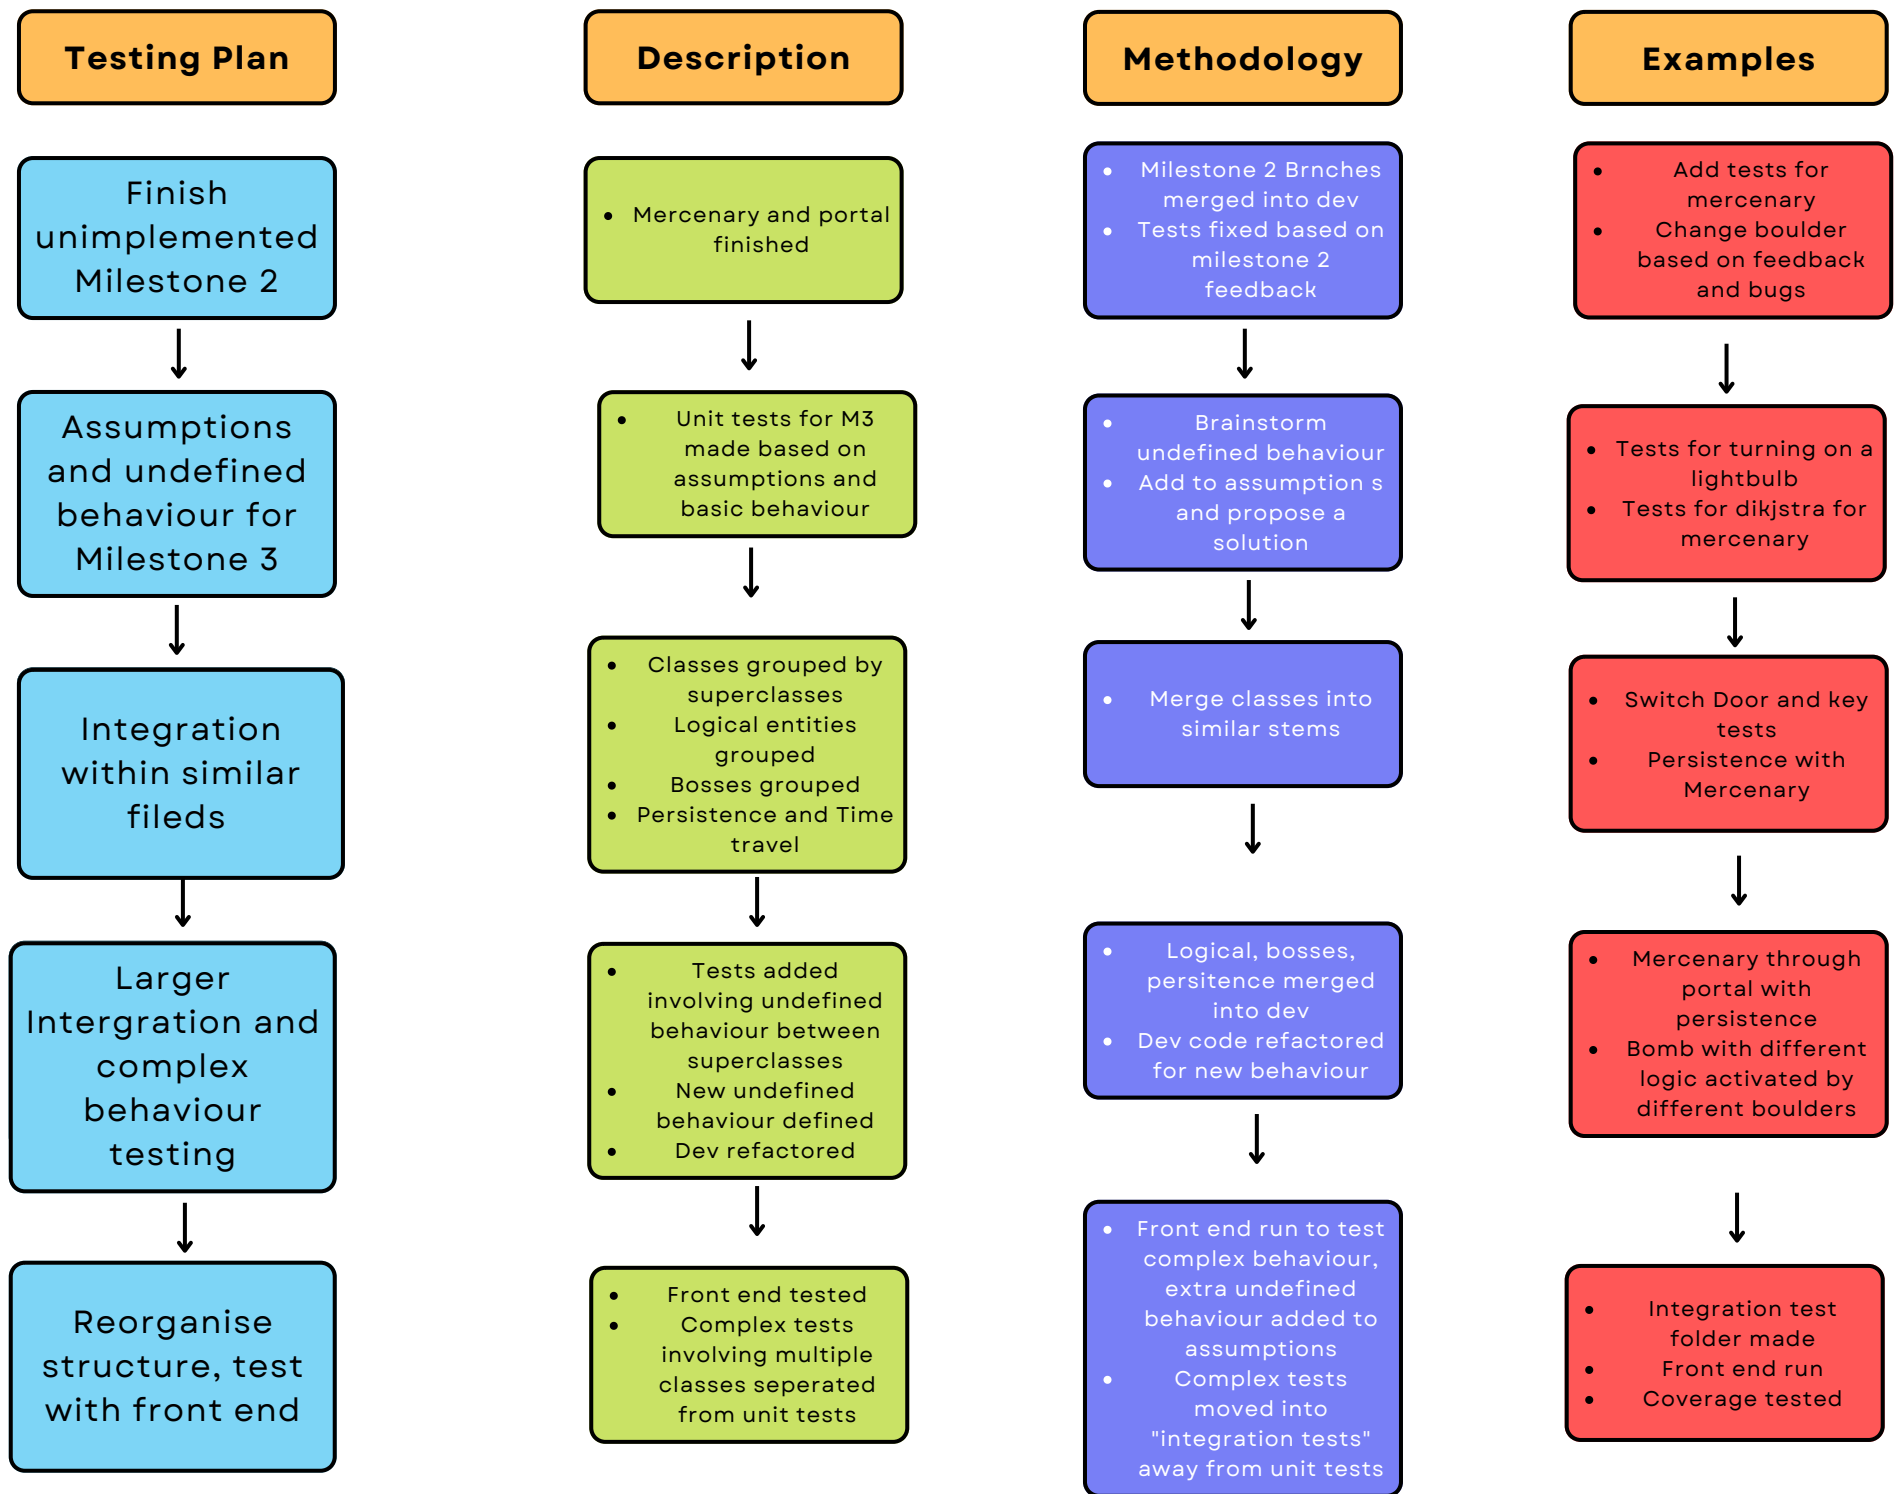 Testing Plan
Description
Methodology
Examples
Finish
unimplemented
Milestone 2
• Mercenary and portal
finished
• Milestone 2 Brnches
merged into dev
• Tests fixed based on
milestone 2
feedback
• Add tests for
mercenary
• Change boulder
based on feedback
and bugs
Assumptions
and undefined
behaviour for
Milestone 3
• Unit tests for M3
made based on
assumptions and
basic behaviour
• Brainstorm
undefined behaviour
• Add to assumption s
and propose a
solution
• Tests for turning on a
lightbulb
• Tests for dikjstra for
mercenary
Integration
within similar
fileds
• Classes grouped by
superclasses
• Logical entities
grouped
• Bosses grouped
• Persistence and Time
travel
• Merge classes into
similar stems
• Switch Door and key
tests
• Persistence with
Mercenary
Larger
Intergration and
complex
behaviour
testing
• Tests added
involving undefined
behaviour between
superclasses
• New undefined
behaviour defined
• Dev refactored
• Logical, bosses,
persitence merged
into dev
• Dev code refactored
for new behaviour
• Mercenary through
portal with
persistence
• Bomb with different
logic activated by
different boulders
Reorganise
structure, test
with front end
• Front end tested
• Complex tests
involving multiple
classes seperated
from unit tests
• Front end run to test
complex behaviour,
extra undefined
behaviour added to
assumptions
• Complex tests
moved into
"integration tests"
away from unit tests
• Integration test
folder made
• Front end run
• Coverage tested